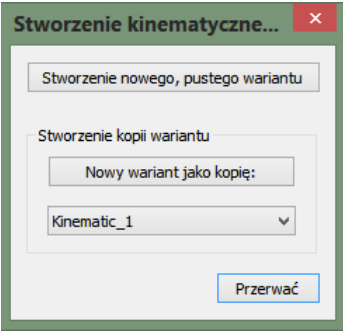 Stworzenie kinematyczne...
Stworzenie nowego, pustego wariantu
Stworzenie kopii wariantu
Nowy wariant jako kopię:
Kinematic_1
Przerwać